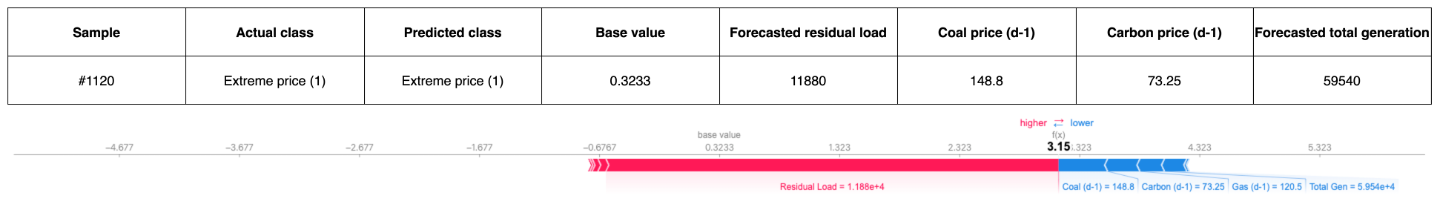 Sample Actual class Predicted class Base value Forecasted residual load Coal price (d-1) Carbon price (d-1) Forecasted total generation
#1120 Extreme price (1) Extreme price (1) 0.3233 11880 148.8 73.25 59540
higher ⇄ lower
base value f(x)
−4.677 −3.677 −2.677 −1.677 −0.6767 0.3233 1.323 2.323 3.15 3.323 4.323 5.323
Residual Load = 1.188e+4 Coal (d-1) = 148.8 Carbon (d-1) = 73.25 Gas (d-1) = 120.5 Total Gen = 5.954e+4